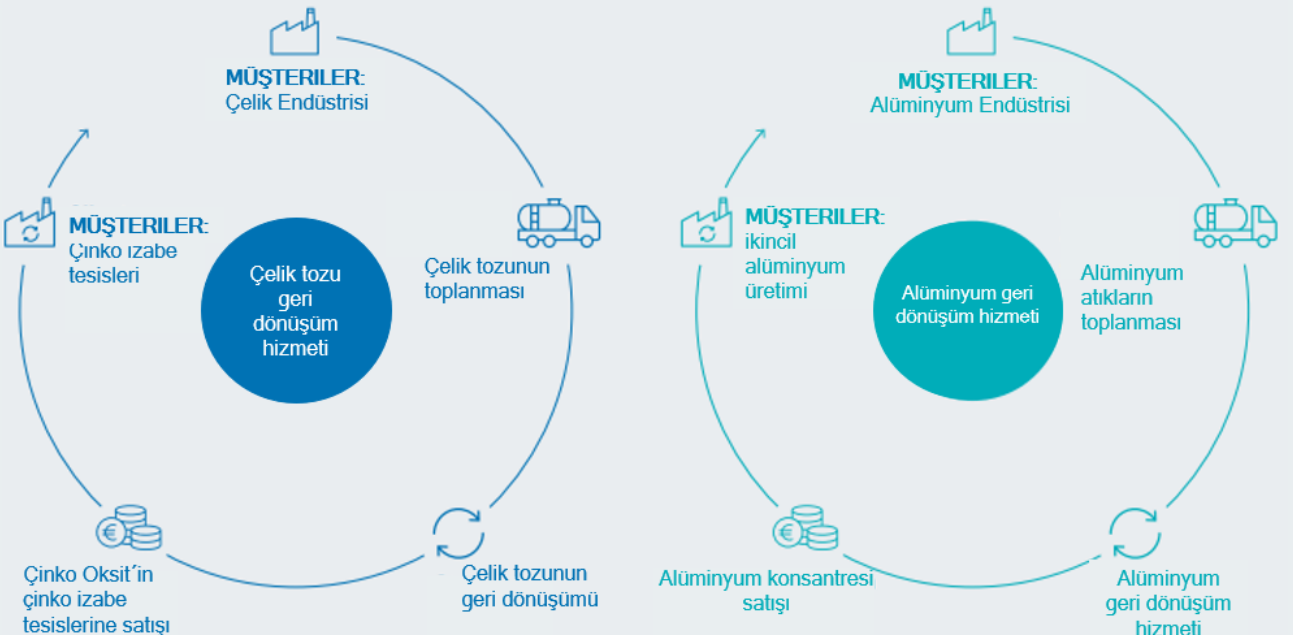 MÜŞTERILER:
Çelik Endüstrisi
MÜŞTERILER:
Çinko ızabe
tesisleri
Çelik tozu
geri
dönüşüm
hizmeti
Çelik tozunun
toplanması
Çinko Oksit´in
çinko izabe
tesislerine satışı
Çelik tozunun
geri dönüşümü
MÜŞTERILER:
Alüminyum Endüstrisi
MÜŞTERILER:
ikincil
alüminyum
üretimi
Alüminyum geri
dönüşüm hizmeti
Alüminyum
atıkların
toplanması
Alüminyum konsantresi
satışı
Alüminyum
geri dönüşüm
hizmeti